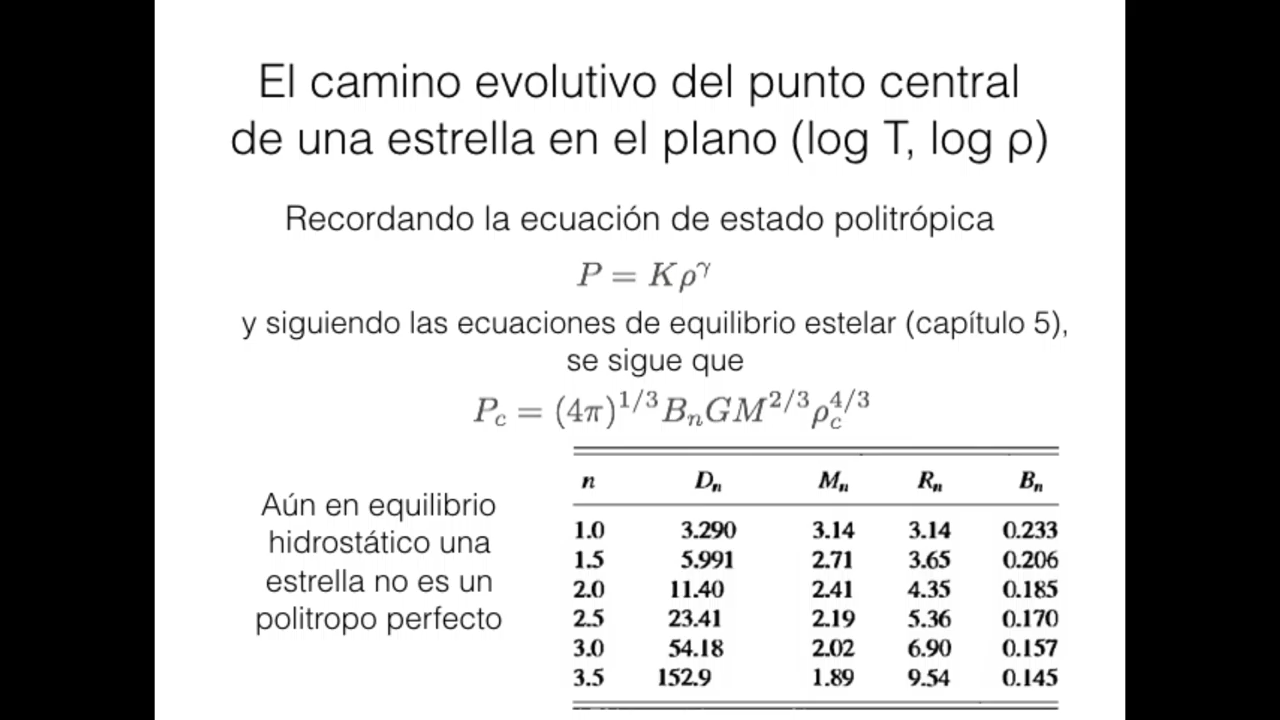 El camino evolutivo del punto central
de una estrella en el plano (log T, log ρ)
Recordando la ecuación de estado politrópica
P = Kρ^γ
y siguiendo las ecuaciones de equilibrio estelar (capítulo 5),
se sigue que
P_c = (4π)^{1/3} B_n G M^{2/3} ρ_c^{4/3}
Aún en equilibrio
hidrostático una
estrella no es un
politropo perfecto
n D_n M_n R_n B_n
1.0 3.290 3.14 3.14 0.233
1.5 5.991 2.71 3.65 0.206
2.0 11.40 2.41 4.35 0.185
2.5 23.41 2.19 5.36 0.170
3.0 54.18 2.02 6.90 0.157
3.5 152.9 1.89 9.54 0.145